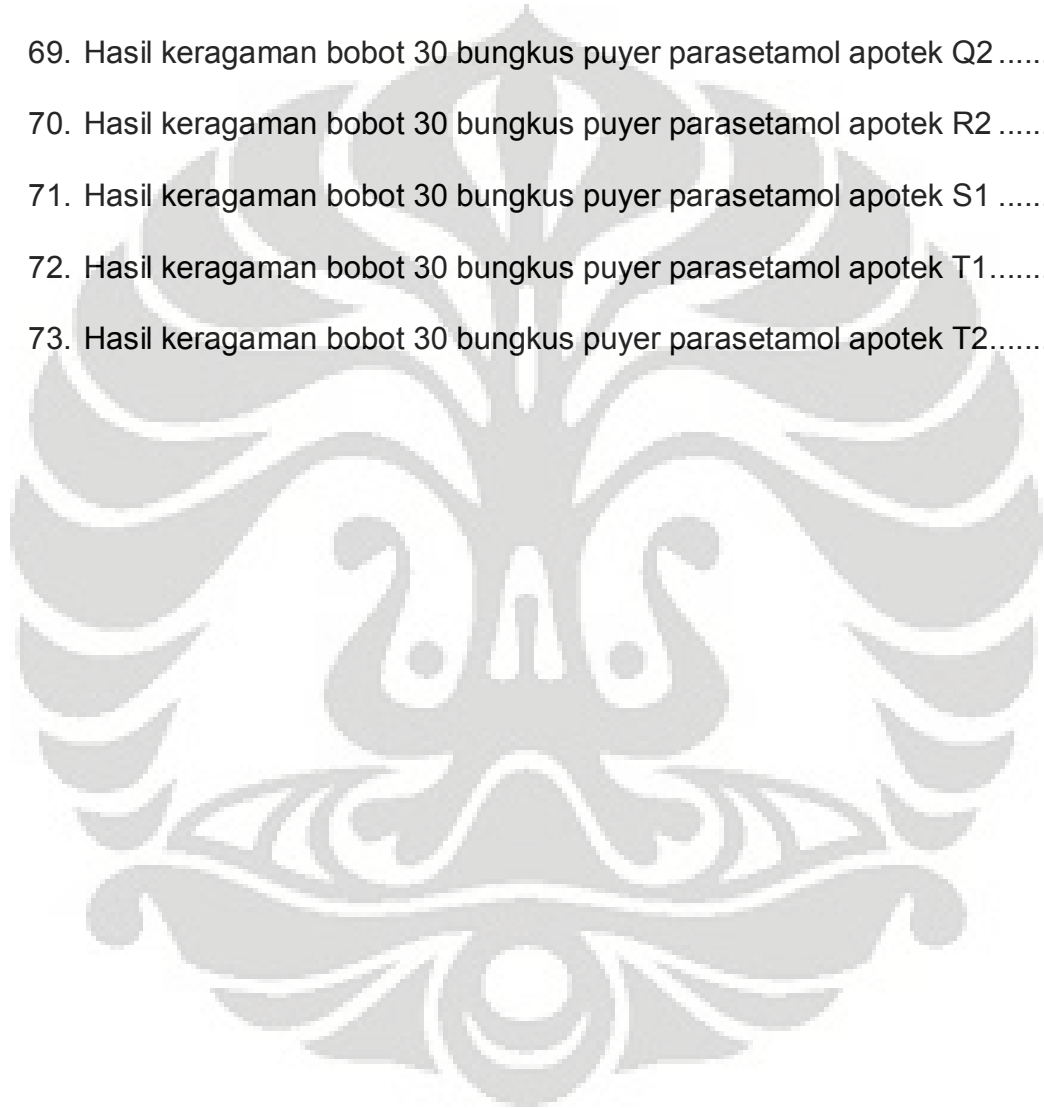 69. Hasil keragaman bobot 30 bungkus puyer parasetamol apotek Q2......
70. Hasil keragaman bobot 30 bungkus puyer parasetamol apotek R2......
71. Hasil keragaman bobot 30 bungkus puyer parasetamol apotek S1......
72. Hasil keragaman bobot 30 bungkus puyer parasetamol apotek T1.......
73. Hasil keragaman bobot 30 bungkus puyer parasetamol apotek T2.......